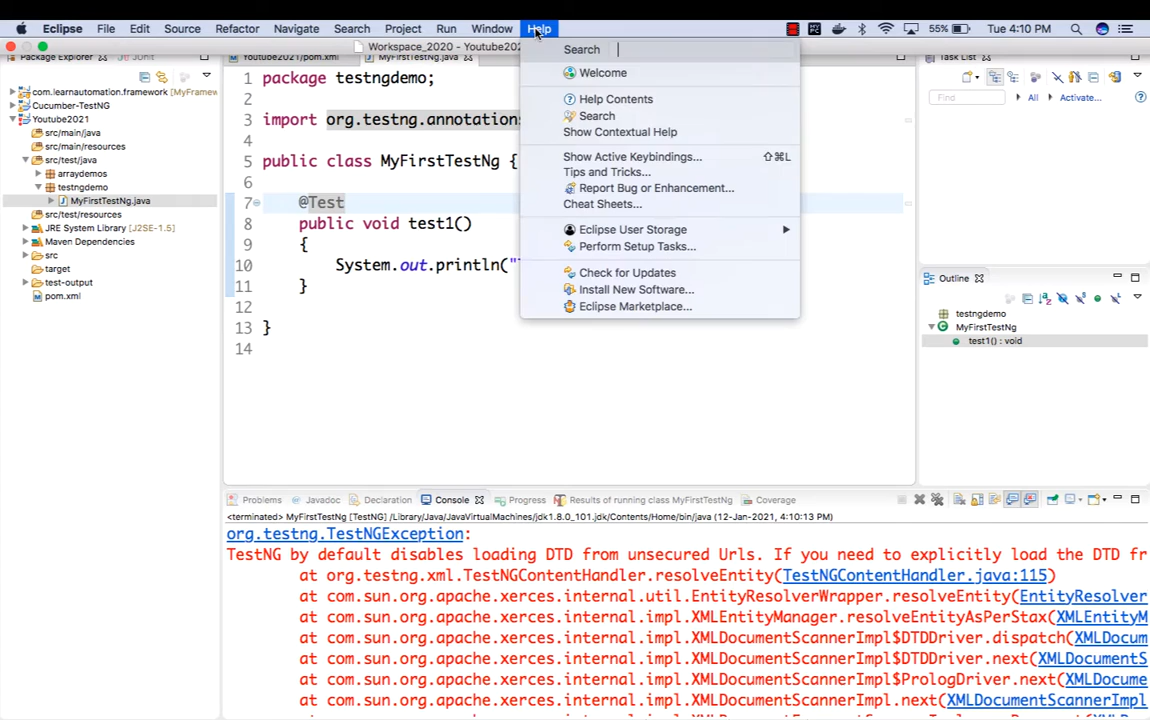 Eclipse File Edit Source Refactor Navigate Search Project Run Window Help 55% Tue 4:10 PM
Workspace_2020 - Youtube202
Package Explorer JUnit
Youtube2021/pom.xml MyFirstTestNg.java
Task List
com.learnautomation.framework [MyFramew
Cucumber-TestNG
Youtube2021
src/main/java
src/main/resources
src/test/java
arraydemos
testngdemo
MyFirstTestNg.java
src/test/resources
JRE System Library [J2SE-1.5]
Maven Dependencies
src
target
test-output
pom.xml
1 package testngdemo;
2
3 import org.testng.annotations
4
5 public class MyFirstTestNg {
6
7 @Test
8 public void test1()
9 {
10 System.out.println("T
11 }
12
13 }
14
Search
Welcome
Help Contents
Search
Show Contextual Help
Show Active Keybindings... ⇧⌘L
Tips and Tricks...
Report Bug or Enhancement...
Cheat Sheets...
Eclipse User Storage
Perform Setup Tasks...
Check for Updates
Install New Software...
Eclipse Marketplace...
Find All Activate...
Outline
testngdemo
MyFirstTestNg
test1() : void
Problems Javadoc Declaration Console Progress Results of running class MyFirstTestNg Coverage
<terminated> MyFirstTestNg [TestNG] /Library/Java/JavaVirtualMachines/jdk1.8.0_101.jdk/Contents/Home/bin/java (12-Jan-2021, 4:10:13 PM)
org.testng.TestNGException:
TestNG by default disables loading DTD from unsecured Urls. If you need to explicitly load the DTD fr
at org.testng.xml.TestNGContentHandler.resolveEntity(TestNGContentHandler.java:115)
at com.sun.org.apache.xerces.internal.util.EntityResolverWrapper.resolveEntity(EntityResolver
at com.sun.org.apache.xerces.internal.impl.XMLEntityManager.resolveEntityAsPerStax(XMLEntityM
at com.sun.org.apache.xerces.internal.impl.XMLDocumentScannerImpl$DTDDriver.dispatch(XMLDocum
at com.sun.org.apache.xerces.internal.impl.XMLDocumentScannerImpl$DTDDriver.next(XMLDocumentS
at com.sun.org.apache.xerces.internal.impl.XMLDocumentScannerImpl$PrologDriver.next(XMLDocume
at com.sun.org.apache.xerces.internal.impl.XMLDocumentScannerImpl.next(XMLDocumentScannerImpl